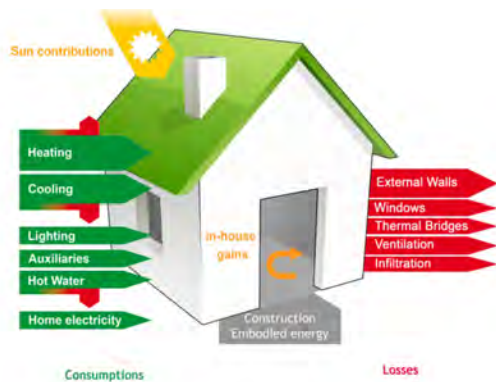 Sun contributions
Heating
Cooling
Lighting
Auxiliaries
Hot Water
Home electricity
in-house
gains
Construction
Embodied energy
External Walls
Windows
Thermal Bridges
Ventilation
Infiltration
Consumptions
Losses